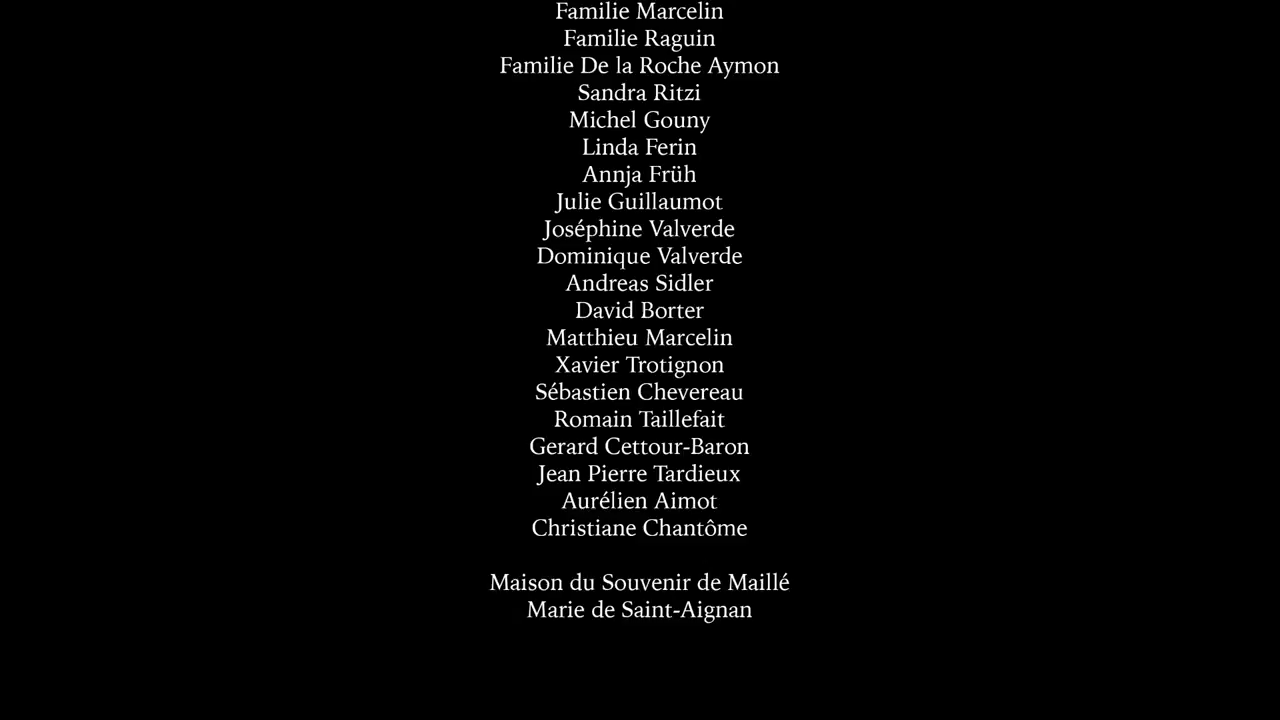 Familie Marcelin
Familie Raguin
Familie De la Roche Aymon
Sandra Ritzi
Michel Gouny
Linda Ferin
Annja Früh
Julie Guillaumot
Joséphine Valverde
Dominique Valverde
Andreas Sidler
David Borter
Matthieu Marcelin
Xavier Trotignon
Sébastien Chevereau
Romain Taillefait
Gerard Cettour-Baron
Jean Pierre Tardieux
Aurélien Aimot
Christiane Chantôme
Maison du Souvenir de Maillé
Marie de Saint-Aignan